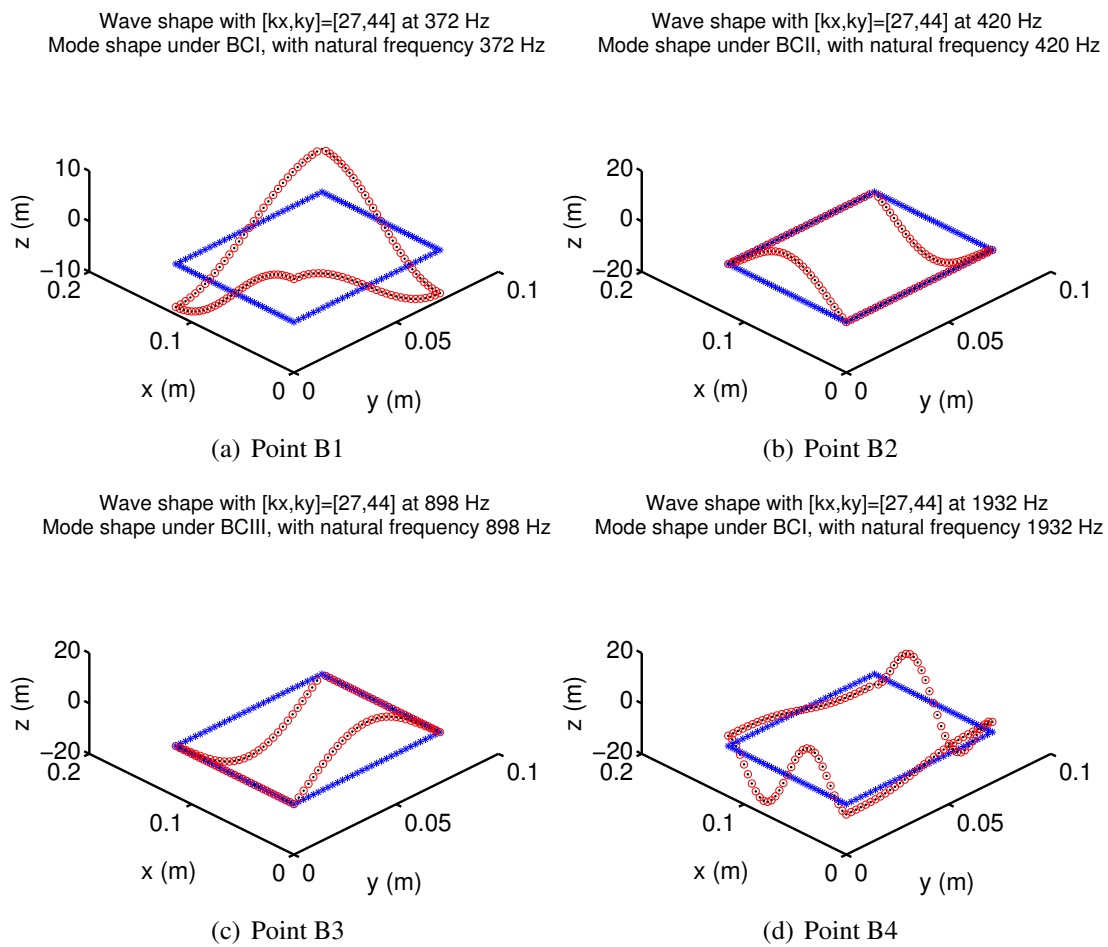 Wave shape with [kx,ky]=[27,44] at 372 Hz
Mode shape under BCI, with natural frequency 372 Hz
10
0
−10
z (m)
0.2
0.1
0
x (m)
0
0.05
0.1
y (m)
(a) Point B1
Wave shape with [kx,ky]=[27,44] at 420 Hz
Mode shape under BCII, with natural frequency 420 Hz
20
0
−20
z (m)
0.2
0.1
0
x (m)
0
0.05
0.1
y (m)
(b) Point B2
Wave shape with [kx,ky]=[27,44] at 898 Hz
Mode shape under BCIII, with natural frequency 898 Hz
20
0
−20
z (m)
0.2
0.1
0
x (m)
0
0.05
0.1
y (m)
(c) Point B3
Wave shape with [kx,ky]=[27,44] at 1932 Hz
Mode shape under BCI, with natural frequency 1932 Hz
20
0
−20
z (m)
0.2
0.1
0
x (m)
0
0.05
0.1
y (m)
(d) Point B4